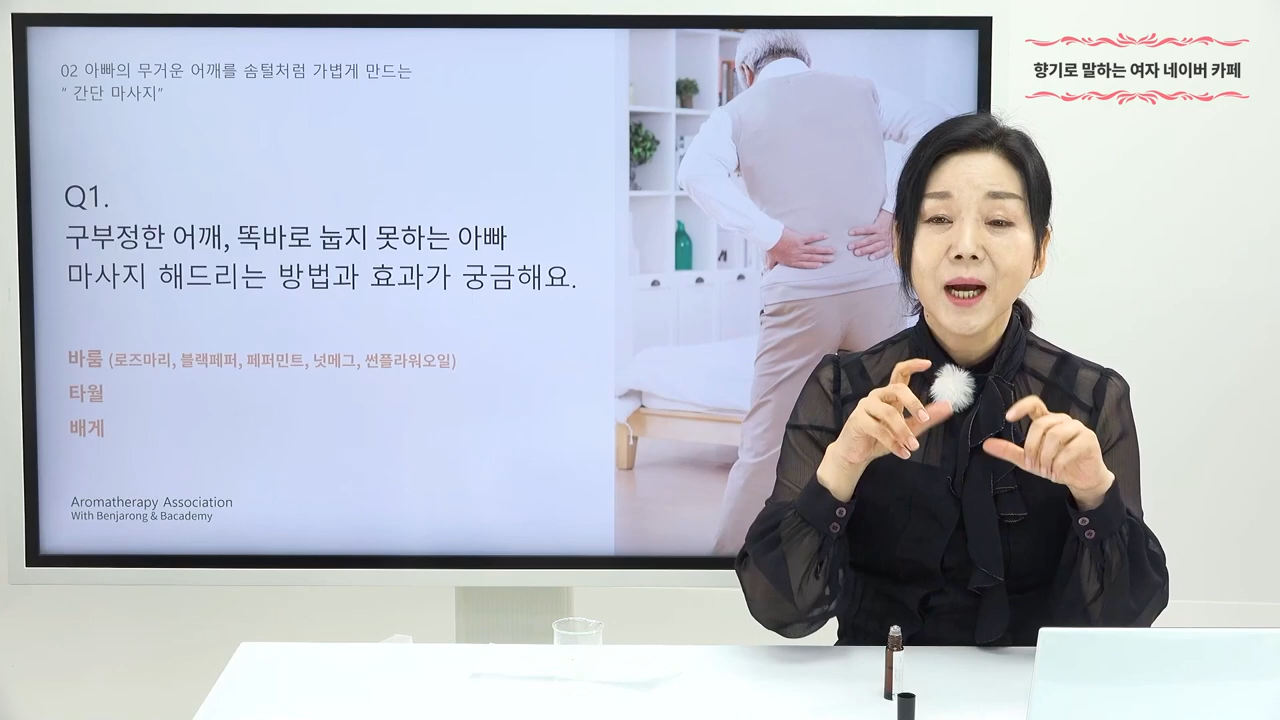 02 아빠의 무거운 어깨를 솜털처럼 가볍게 만드는
“ 간단 마사지”
향기로 말하는 여자 네이버 카페
Q1.
구부정한 어깨, 똑바로 눕지 못하는 아빠
마사지 해드리는 방법과 효과가 궁금해요.
바룸 (로즈마리, 블랙페퍼, 페퍼민트, 넛메그, 썬플라워오일)
타월
배게
Aromatherapy Association
With Benjarong & Bacademy